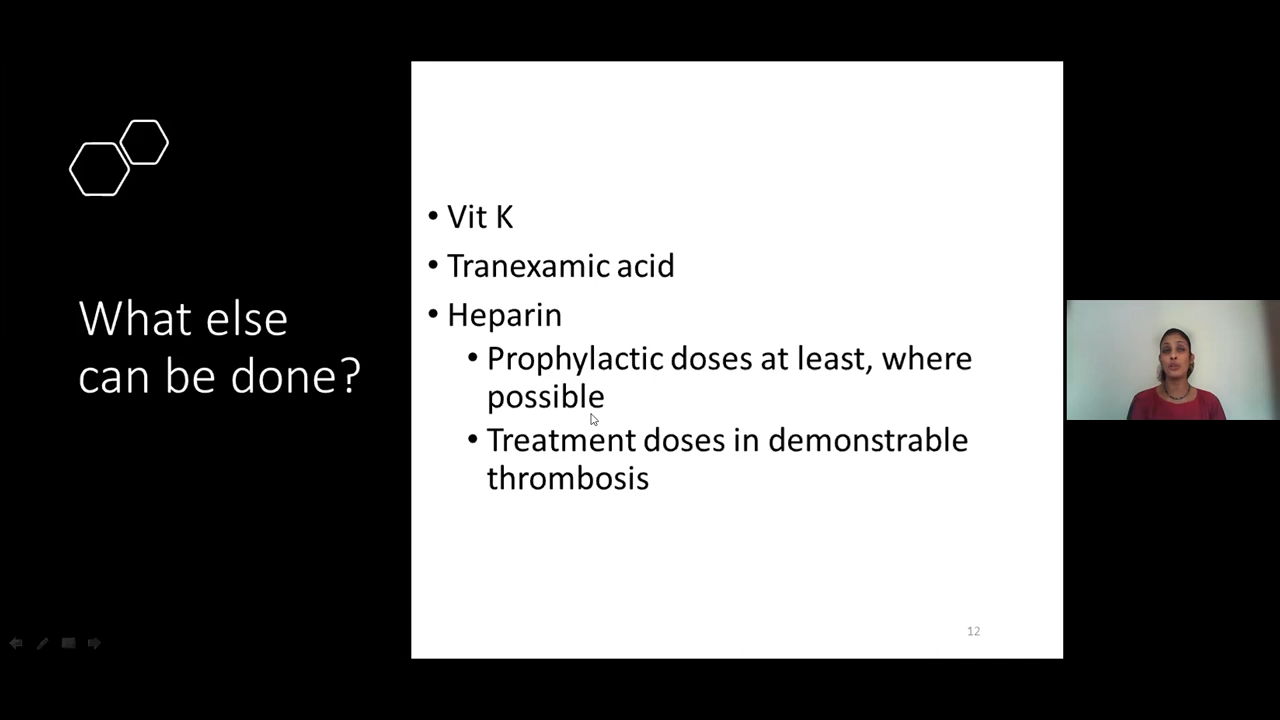 What else
can be done?
• Vit K
• Tranexamic acid
• Heparin
• Prophylactic doses at least, where
possible
• Treatment doses in demonstrable
thrombosis
12